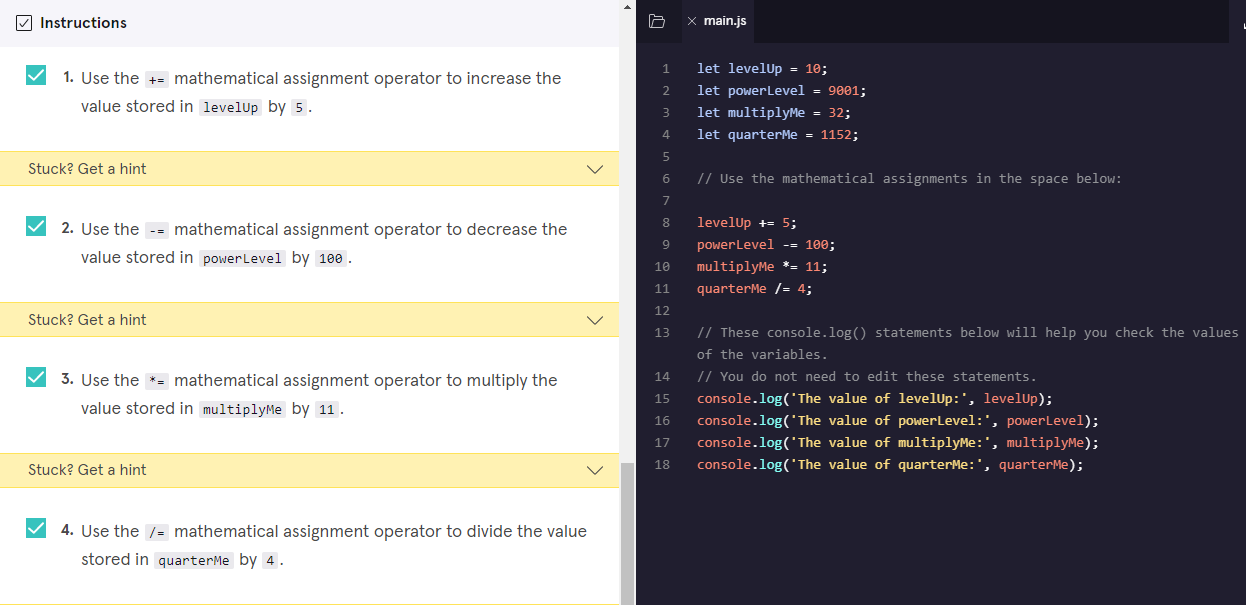 Instructions
1. Use the += mathematical assignment operator to increase the
value stored in levelUp by 5.
Stuck? Get a hint
2. Use the -= mathematical assignment operator to decrease the
value stored in powerLevel by 100.
Stuck? Get a hint
3. Use the *= mathematical assignment operator to multiply the
value stored in multiplyMe by 11.
Stuck? Get a hint
4. Use the /= mathematical assignment operator to divide the value
stored in quarterMe by 4.
main.js
1 let levelUp = 10;
2 let powerLevel = 9001;
3 let multiplyMe = 32;
4 let quarterMe = 1152;
5
6 // Use the mathematical assignments in the space below:
7
8 levelUp += 5;
9 powerLevel -= 100;
10 multiplyMe *= 11;
11 quarterMe /= 4;
12
13 // These console.log() statements below will help you check the values
of the variables.
14 // You do not need to edit these statements.
15 console.log('The value of levelUp:', levelUp);
16 console.log('The value of powerLevel:', powerLevel);
17 console.log('The value of multiplyMe:', multiplyMe);
18 console.log('The value of quarterMe:', quarterMe);